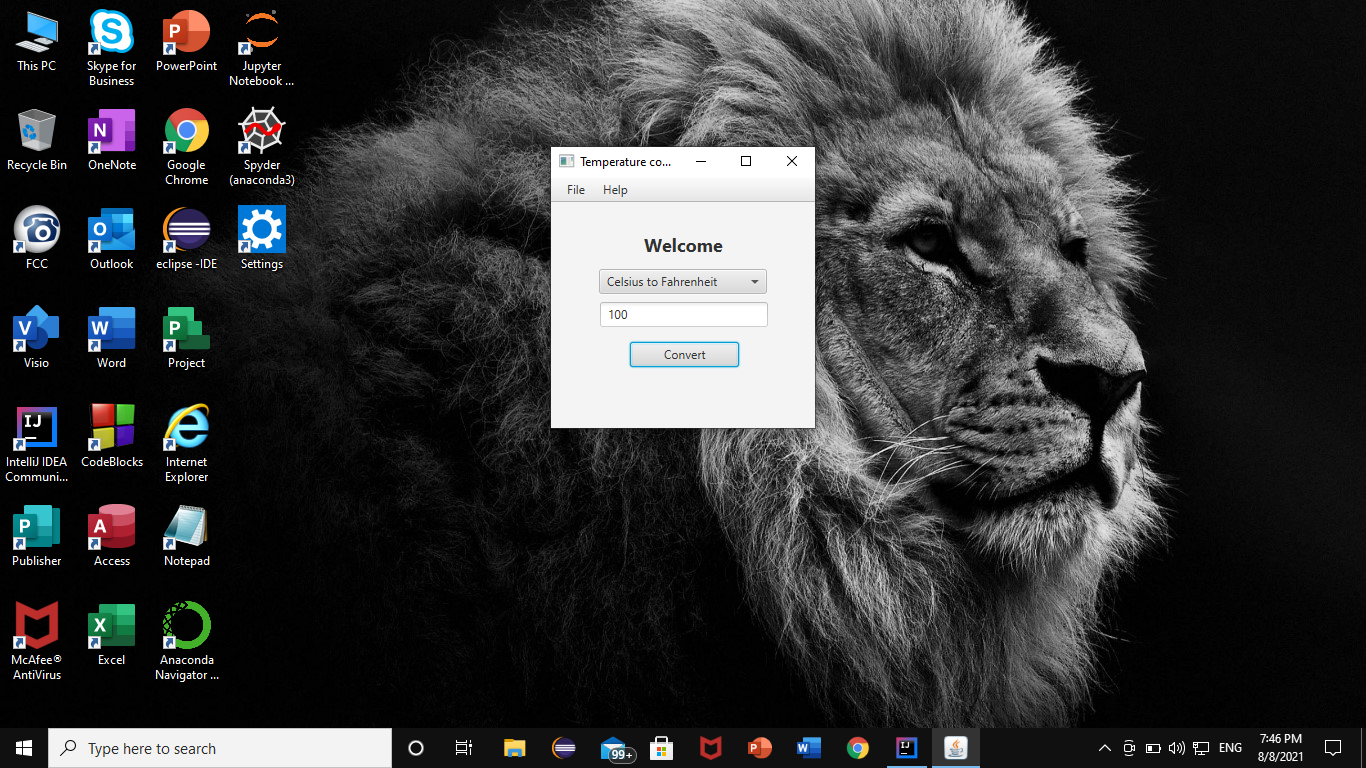 This PC
Skype for
Business
PowerPoint
Jupyter
Notebook ...
Recycle Bin
OneNote
Google
Chrome
Spyder
(anaconda3)
FCC
Outlook
eclipse -IDE
Settings
Visio
Word
Project
IntelliJ IDEA
Communi...
CodeBlocks
Internet
Explorer
Publisher
Access
Notepad
McAfee®
AntiVirus
Excel
Anaconda
Navigator ...
Temperature co...
File Help
Welcome
Celsius to Fahrenheit
100
Convert
Type here to search
99+
ENG
7:46 PM
8/8/2021